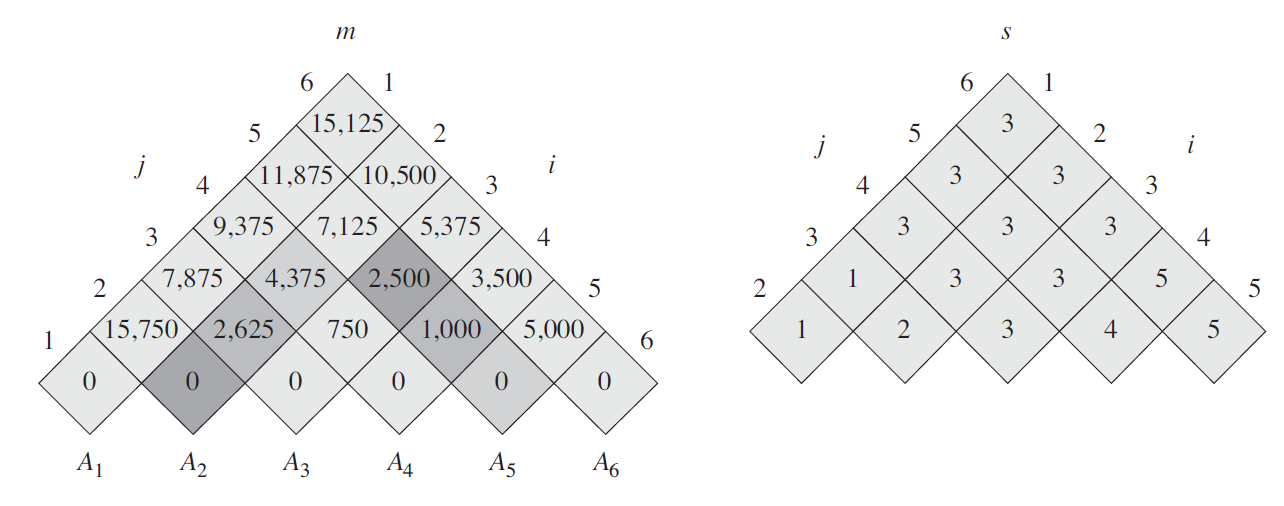 m s
6 1 6 1
15,125 3
5 2 5 2
j i j i
11,875 10,500 3 3
4 3 4 3
9,375 7,125 5,375 3 3 3
3 4 3 4
7,875 4,375 2,500 3,500 1 3 3 5
2 5 2 5
15,750 2,625 750 1,000 5,000 1 2 3 4 5
1 6
0 0 0 0 0 0
A1 A2 A3 A4 A5 A6